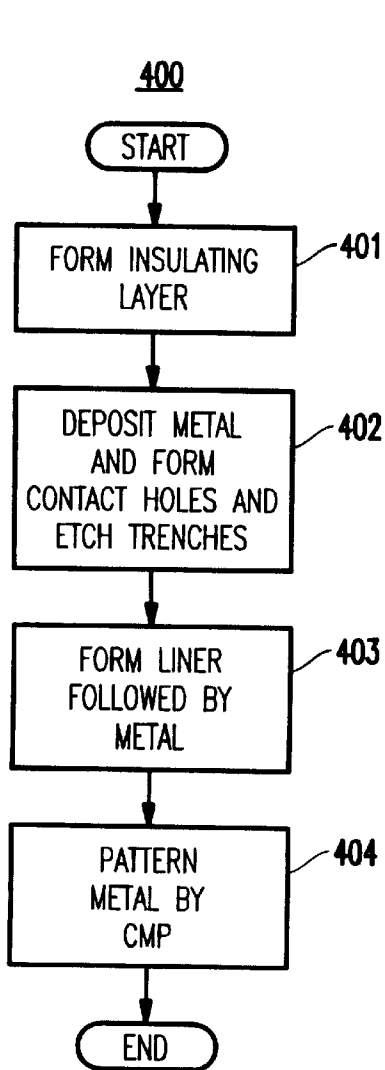 400
START
FORM INSULATING
LAYER
401
DEPOSIT METAL
AND FORM
CONTACT HOLES AND
ETCH TRENCHES
402
FORM LINER
FOLLOWED BY
METAL
403
PATTERN
METAL BY
CMP
404
END